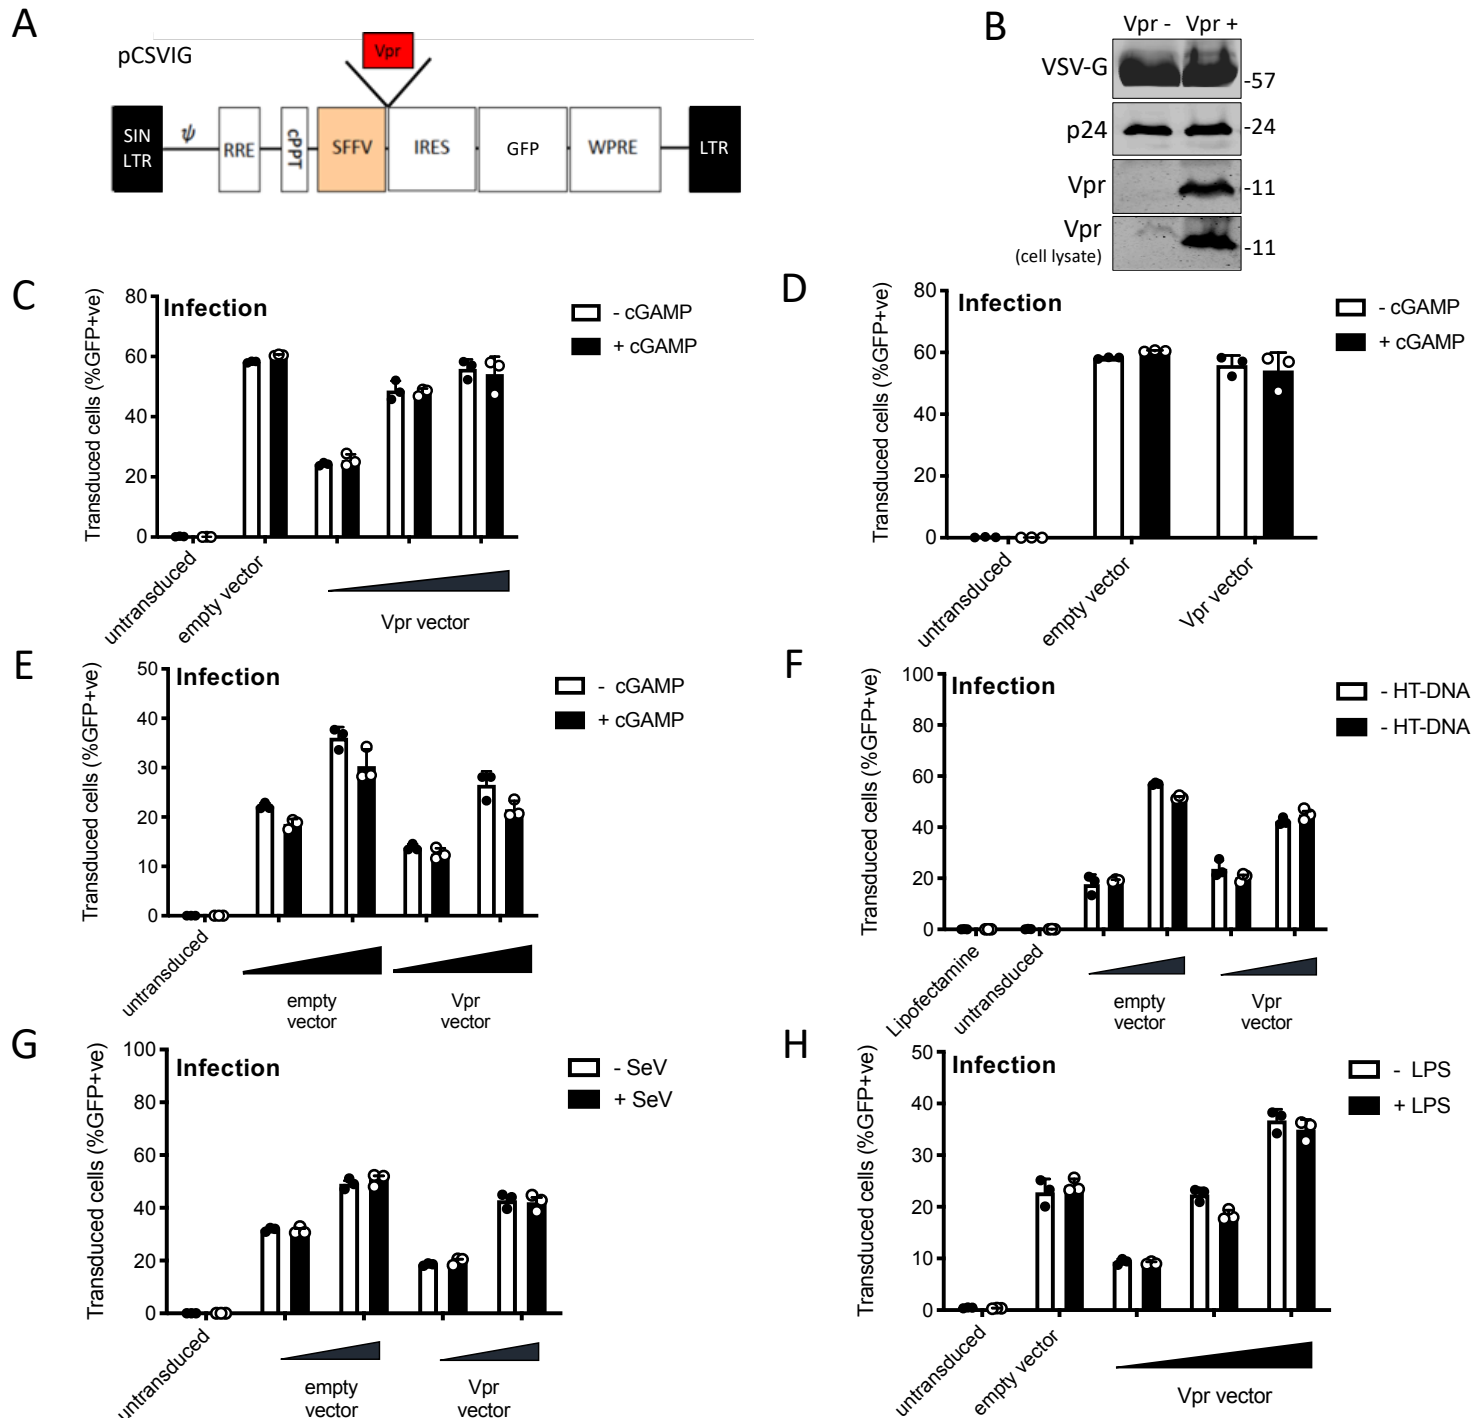 A
pCSVIG
Vpr
SIN
LTR
ψ
RRE
cPPT
SFFV
IRES
GFP
WPRE
LTR
B
Vpr - Vpr +
VSV-G
-57
p24
-24
Vpr
-11
Vpr
(cell lysate)
-11
C
Infection
Transduced cells (%GFP+ve)
80
60
40
20
0
- cGAMP
+ cGAMP
untransduced
empty vector
Vpr vector
D
Infection
Transduced cells (%GFP+ve)
80
60
40
20
0
- cGAMP
+ cGAMP
untransduced
empty vector
Vpr vector
E
Infection
Transduced cells (%GFP+ve)
50
40
30
20
10
0
- cGAMP
+ cGAMP
untransduced
empty
vector
Vpr
vector
F
Infection
Transduced cells (%GFP+ve)
100
80
60
40
20
0
- HT-DNA
- HT-DNA
Lipofectamine
untransduced
empty
vector
Vpr
vector
G
Infection
Transduced cells (%GFP+ve)
100
80
60
40
20
0
- SeV
+ SeV
untransduced
empty
vector
Vpr
vector
H
Infection
Transduced cells (%GFP+ve)
50
40
30
20
10
0
- LPS
+ LPS
untransduced
empty vector
Vpr vector